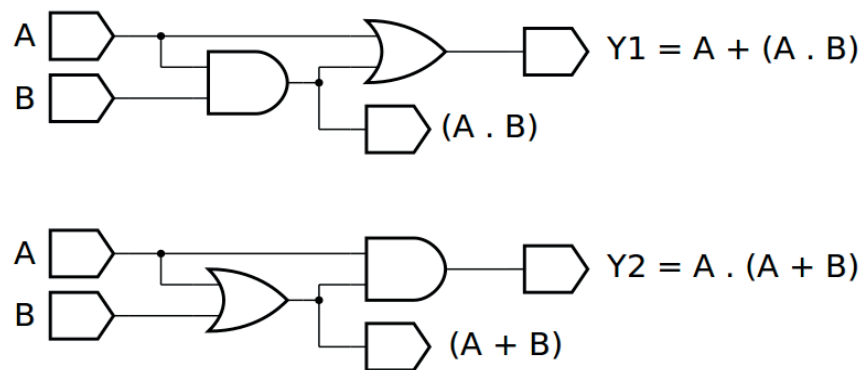 A
Y1 = A + (A . B)
B
(A . B)
A
Y2 = A . (A + B)
B
(A + B)